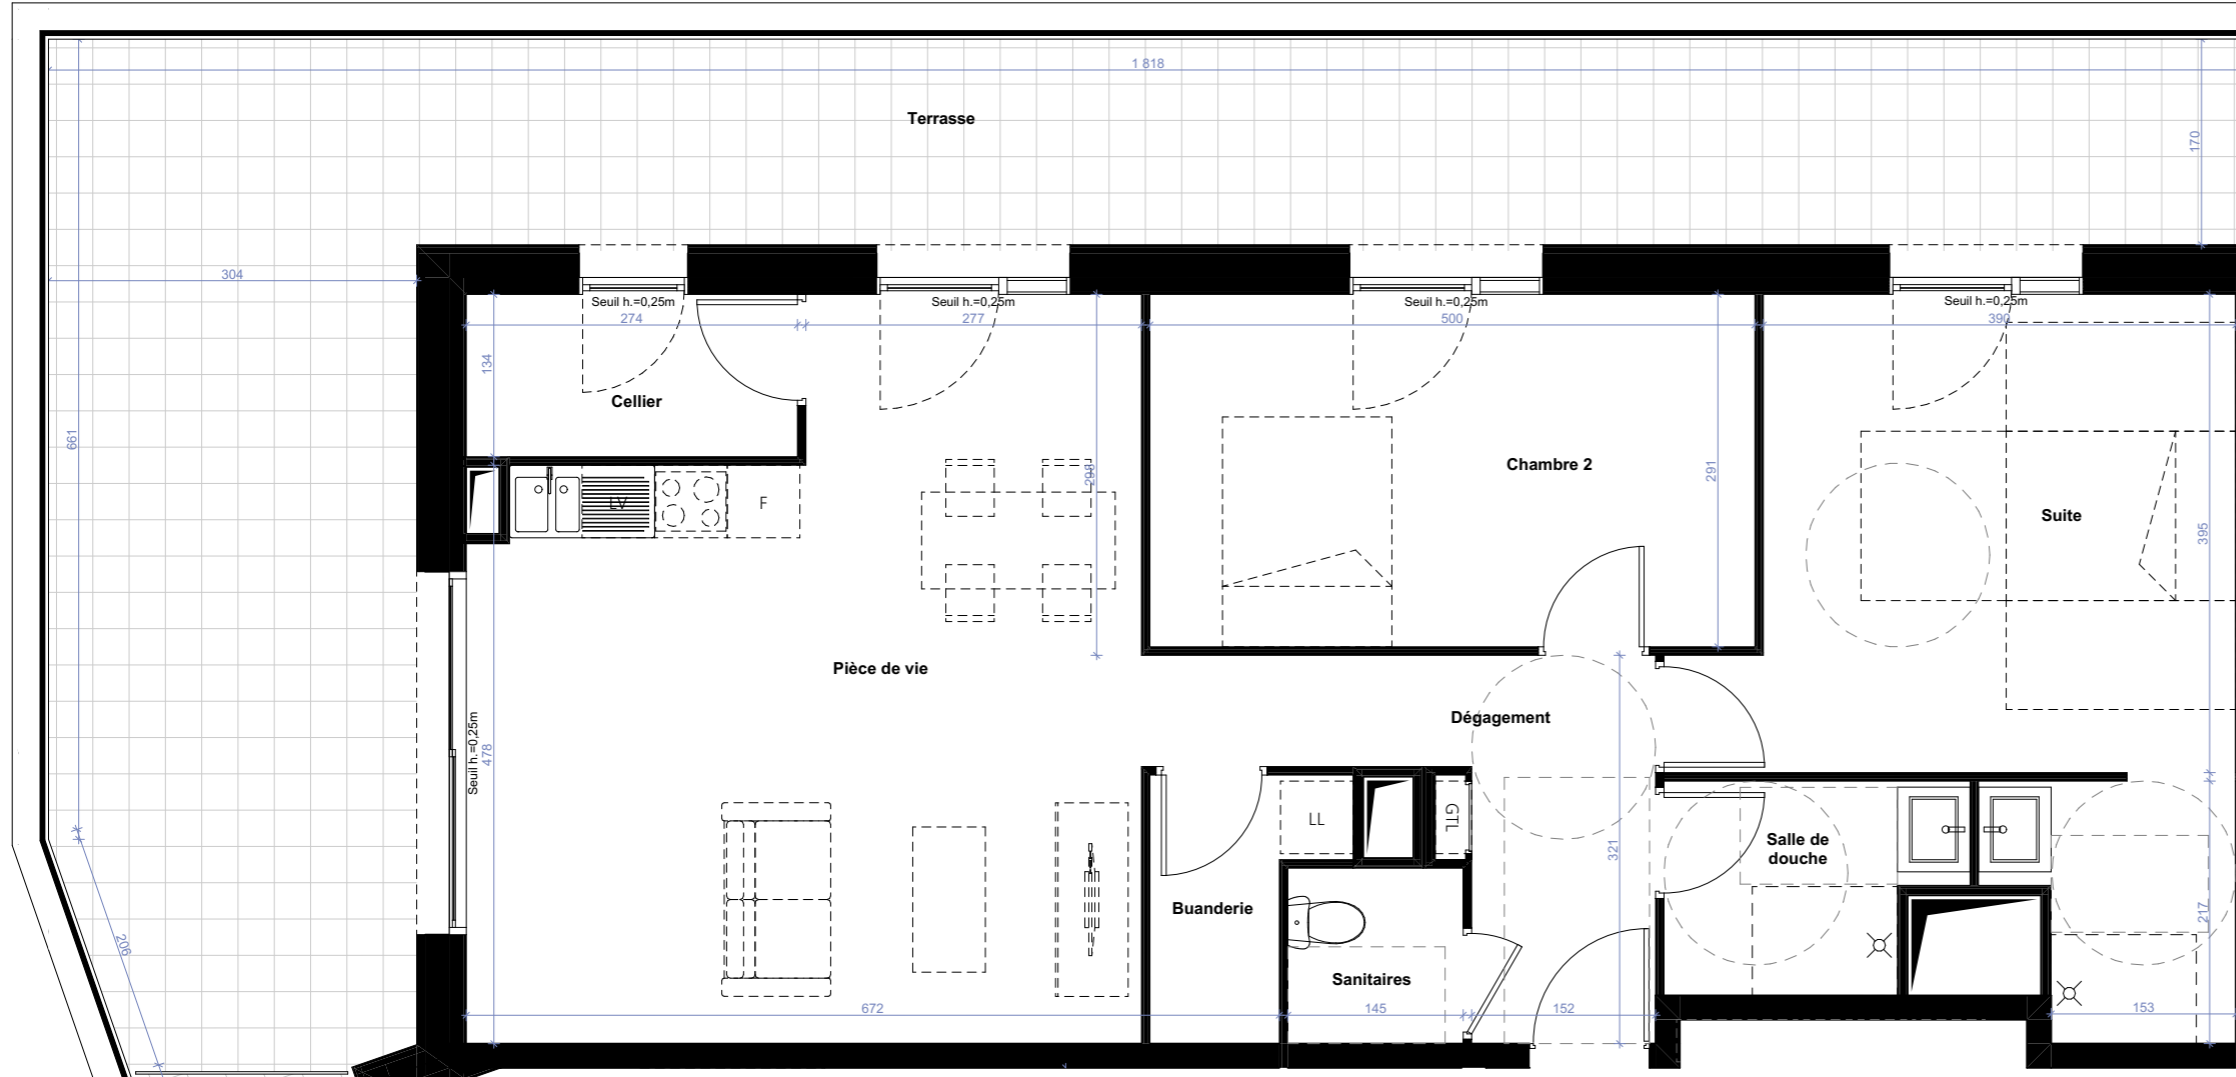 1 818
Terrasse
170
304
661
Seuil h.=0,25m
Seuil h.=0,25m
Seuil h.=0,25m
Seuil h.=0,25m
274
277
500
390
134
Cellier
298
291
Chambre 2
LV
F
Suite
395
Pièce de vie
Dégagement
Seuil h.=0,25m
478
LL
GTL
321
Salle de
douche
Buanderie
217
206
Sanitaires
672
145
152
153